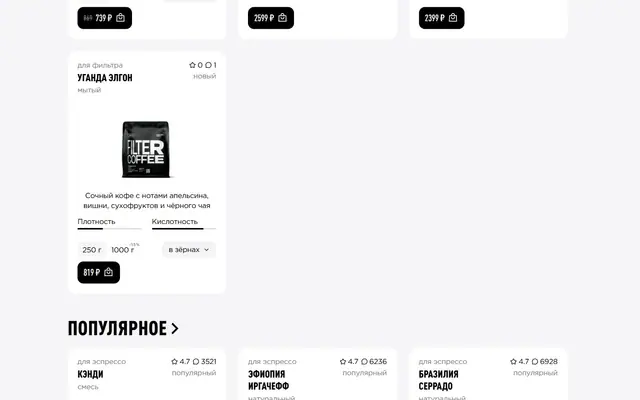 869 739 ₽
2599 ₽
2399 ₽
для фильтра
0 1
УГАНДА ЭЛГОН
новый
мытый
FILTER
COFFEE
Сочный кофе с нотами апельсина,
вишни, сухофруктов и чёрного чая
Плотность
Кислотность
250 г 1000 г
в зёрнах
819 ₽
ПОПУЛЯРНОЕ
для эспрессо
4.7 3521
КЭНДИ
популярный
смесь
для эспрессо
4.7 6236
ЭФИОПИЯ
ИРГАЧЕФФ
популярный
натуральный
для эспрессо
4.7 6928
БРАЗИЛИЯ
СЕРРАДО
популярный
натуральный